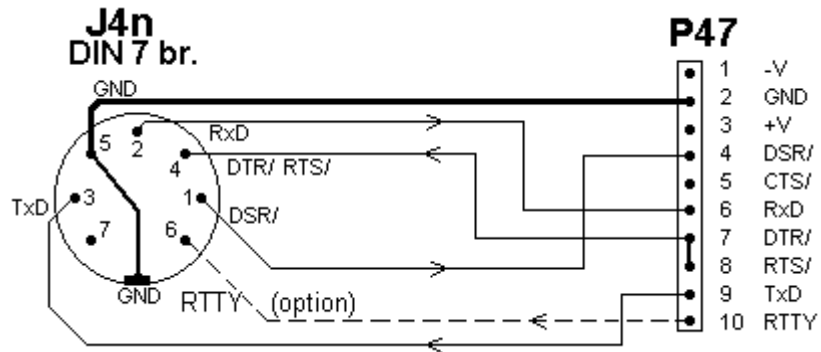 J4n
DIN 7 br.
P47
GND
1 -V
2 GND
3 +V
4 DSR/
5 CTS/
6 RxD
7 DTR/
8 RTS/
9 TxD
10 RTTY
5
2
RxD
4
DTR/ RTS/
TxD
3
1
DSR/
7
6
GND
RTTY (option)